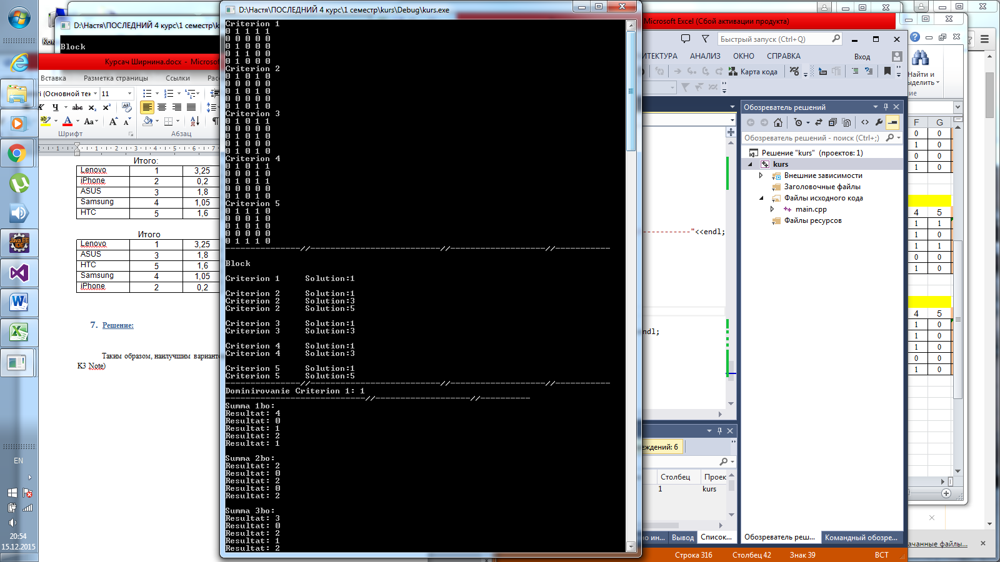 D:\Настя\ПОСЛЕДНИЙ 4 курс\1 семестр\kurs\Debug\kurs.exe
D:\Настя\ПОСЛЕДНИЙ 4 курс\1 семестр\k
Block
Курсач Ширнина.docx - Microsoft
Вставка Разметка страницы Ссылки Рас
(Основной тек 11
Шрифт Абзац
Итого:
Lenovo 1 3,25
iPhone 2 0,2
ASUS 3 1,8
Samsung 4 1,05
HTC 5 1,6
Итого
Lenovo 1 3,25
ASUS 3 1,8
HTC 5 1,6
Samsung 4 1,05
iPhone 2 0,2
7. Решение:
Таким образом, наилучшим вариантом
K3 Note)
EN
20:54
15.12.2015
Criterion 1
0 1 1 1 1
0 0 0 0 0
0 1 0 0 0
0 1 1 0 0
0 1 0 0 0
Criterion 2
0 1 0 1 0
0 0 0 0 0
0 1 0 1 0
0 0 0 0 0
0 1 0 1 0
Criterion 3
0 1 0 1 1
0 0 0 0 0
0 1 0 1 0
0 1 0 0 0
0 1 0 1 0
Criterion 4
0 1 0 1 1
0 0 0 1 0
0 1 0 1 1
0 0 0 0 0
0 1 0 1 0
Criterion 5
0 1 1 1 0
0 0 0 1 0
0 1 0 1 0
0 0 0 0 0
0 1 1 1 0
Block
Criterion 1 Solution:1
Criterion 2 Solution:1
Criterion 2 Solution:3
Criterion 2 Solution:5
Criterion 3 Solution:1
Criterion 3 Solution:3
Criterion 4 Solution:1
Criterion 4 Solution:3
Criterion 5 Solution:1
Criterion 5 Solution:5
Dominirovanie Criterion 1: 1
Summa 1bo:
Resultat: 4
Resultat: 0
Resultat: 1
Resultat: 2
Resultat: 1
Summa 2bo:
Resultat: 2
Resultat: 0
Resultat: 2
Resultat: 0
Resultat: 2
Summa 3bo:
Resultat: 3
Resultat: 0
Resultat: 2
Resultat: 1
Resultat: 2
Microsoft Excel (Сбой активации продукта)
Быстрый запуск (Ctrl+Q)
ИТЕКТУРА АНАЛИЗ ОКНО СПРАВКА Вход
Карта кода
-----------"<<endl;
ndl;
еждений: 6
Столбец Проек
1 kurs
о ин... Вывод Список...
Обозреватель решений
Обозреватель решений - поиск (Ctrl+;)
Решение "kurs" (проектов: 1)
kurs
Внешние зависимости
Заголовочные файлы
Файлы исходного кода
main.cpp
Файлы ресурсов
Обозреватель реш... Командный обозре...
Строка 316 Столбец 42 Знак 39 ВСТ
Найти и
выделить
ие
F G
0 0
1 0
0 0
1 0
4 5
1 1
1 0
1 1
0 0
1 0
4 5
1 0
1 0
1 0
0 0
1 0
ачанные файлы...